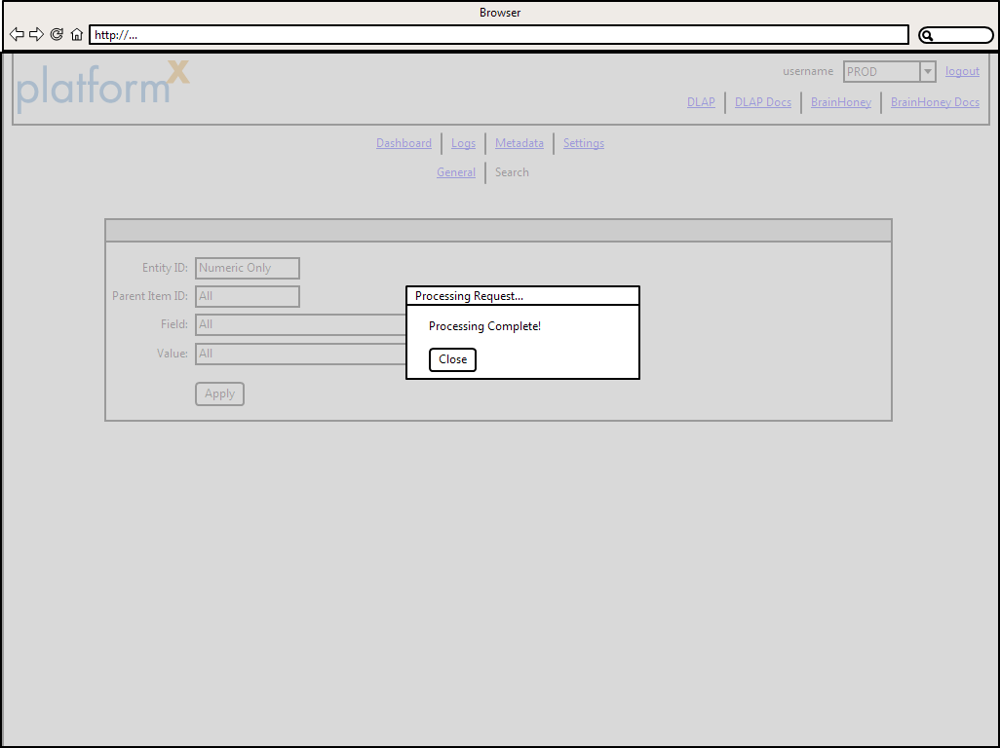 Browser
http://...
platformX
username PROD logout
DLAP DLAP Docs BrainHoney BrainHoney Docs
Dashboard Logs Metadata Settings
General Search
Entity ID: Numeric Only
Parent Item ID: All
Field: All
Value: All
Apply
Processing Request...
Processing Complete!
Close